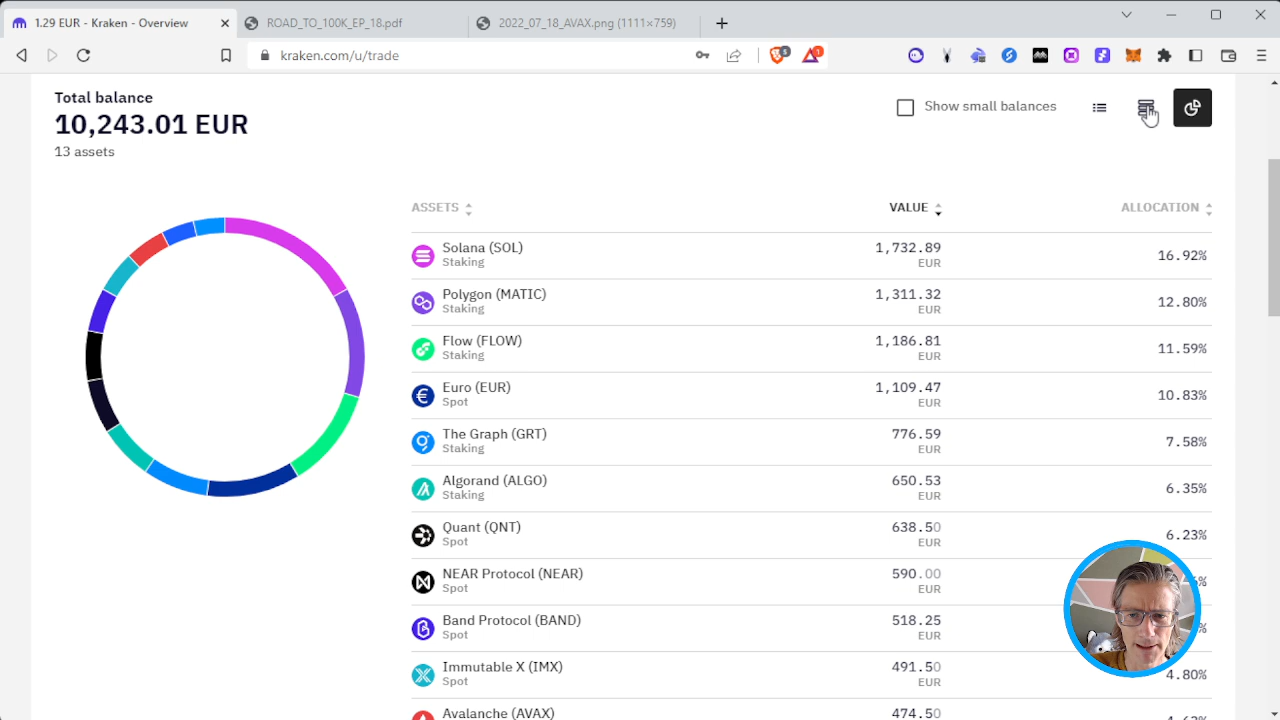 1.29 EUR - Kraken - Overview
ROAD_TO_100K_EP_18.pdf
2022_07_18_AVAX.png (1111×759)
kraken.com/u/trade
5
1
Total balance
10,243.01 EUR
13 assets
Show small balances
ASSETS VALUE ALLOCATION
Solana (SOL) 1,732.89 16.92%
Staking EUR
Polygon (MATIC) 1,311.32 12.80%
Staking EUR
Flow (FLOW) 1,186.81 11.59%
Staking EUR
Euro (EUR) 1,109.47 10.83%
Spot EUR
The Graph (GRT) 776.59 7.58%
Staking EUR
Algorand (ALGO) 650.53 6.35%
Staking EUR
Quant (QNT) 638.50 6.23%
Spot EUR
NEAR Protocol (NEAR) 590.00
Spot EUR
Band Protocol (BAND) 518.25
Spot EUR
Immutable X (IMX) 491.50 4.80%
Spot EUR
Avalanche (AVAX) 474.50